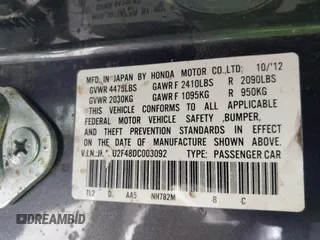 MFD. IN JAPAN BY HONDA MOTOR CO.,LTD. 10/'12
GVWR 4475LBS GAWR F 2410LBS R 2090LBS
GVWR 2030KG GAWR F 1095KG R 950KG
THIS VEHICLE CONFORMS TO ALL APPLICABLE
FEDERAL MOTOR VEHICLE SAFETY ,BUMPER,
AND THEFT PREVENTION STANDARDS IN EFFECT
ON THE DATE OF MANUFACTURE SHOWN ABOVE.
V.I.N: 02F48DC003092 TYPE:PASSENGER CAR
TL2 D. AA5 NH782M B C